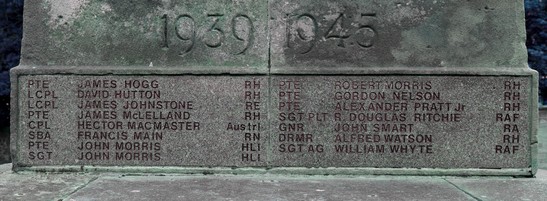 1939 1945
PTE JAMES HOGG RH
LCPL DAVID HUTTON RH
LCPL JAMES JOHNSTONE RE
PTE JAMES McLELLAND RH
CPL HECTOR MACMASTER Austrl
SBA FRANCIS MAIN RN
PTE JOHN MORRIS HLI
SGT JOHN MORRIS HLI
PTE ROBERT MORRIS RH
PTE GORDON NELSON RH
PTE ALEXANDER PRATT Jr RH
SGT PLT R. DOUGLAS RITCHIE RAF
GNR JOHN SMART RA
DRMR ALFRED WATSON RH
SGT AG WILLIAM WHYTE RAF